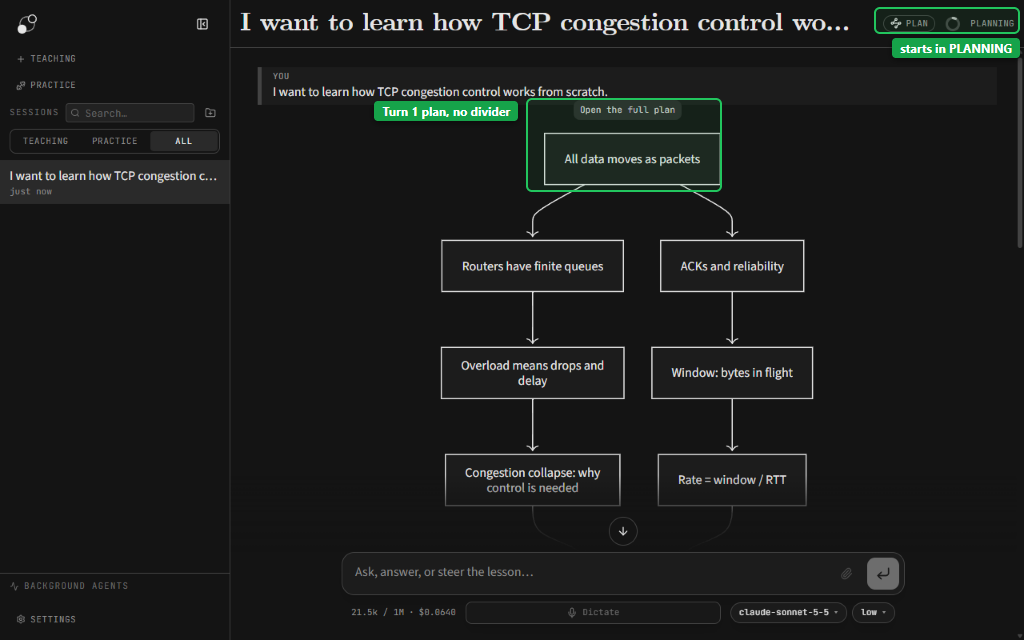 I want to learn how TCP congestion control wo...
PLAN
PLANNING
starts in PLANNING
+ TEACHING
PRACTICE
SESSIONS
Search...
TEACHING
PRACTICE
ALL
I want to learn how TCP congestion c...
just now
YOU
I want to learn how TCP congestion control works from scratch.
Turn 1 plan, no divider
Open the full plan
All data moves as packets
Routers have finite queues
ACKs and reliability
Overload means drops and
delay
Window: bytes in flight
Congestion collapse: why
control is needed
Rate = window / RTT
Ask, answer, or steer the lesson...
21.5k / 1M · $0.0640
Dictate
claude-sonnet-5-5
low
BACKGROUND AGENTS
SETTINGS